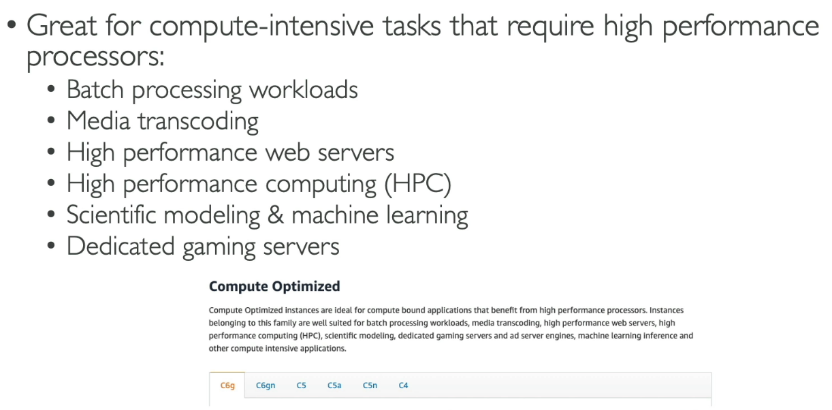 • Great for compute-intensive tasks that require high performance
processors:
• Batch processing workloads
• Media transcoding
• High performance web servers
• High performance computing (HPC)
• Scientific modeling & machine learning
• Dedicated gaming servers
Compute Optimized
Compute Optimized instances are ideal for compute bound applications that benefit from high performance processors. Instances
belonging to this family are well suited for batch processing workloads, media transcoding, high performance web servers, high
performance computing (HPC), scientific modeling, dedicated gaming servers and ad server engines, machine learning inference and
other compute intensive applications.
C6g C6gn C5 C5a C5n C4